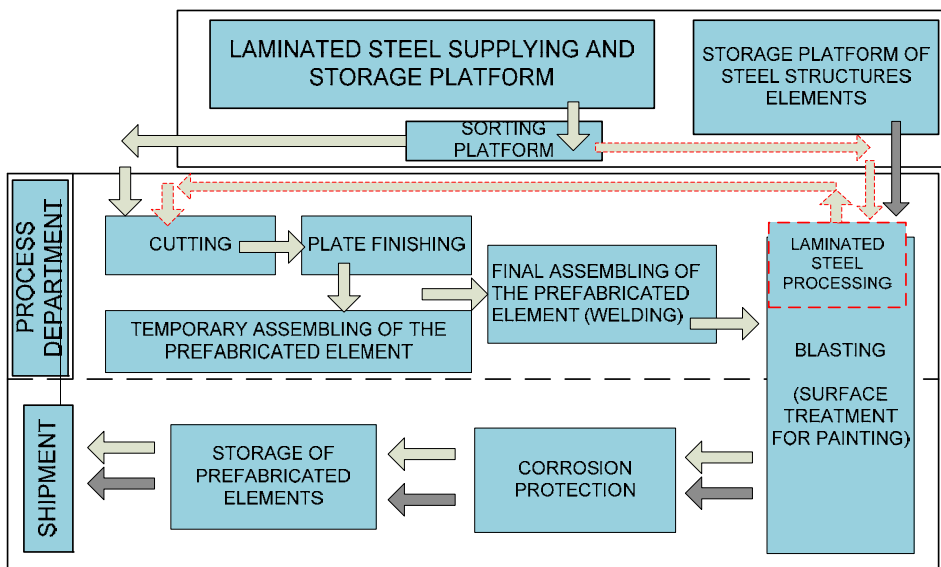 LAMINATED STEEL SUPPLYING AND
STORAGE PLATFORM
STORAGE PLATFORM OF
STEEL STRUCTURES
ELEMENTS
SORTING
PLATFORM
PROCESS
DEPARTMENT
CUTTING
PLATE FINISHING
FINAL ASSEMBLING OF
THE PREFABRICATED
ELEMENT (WELDING)
LAMINATED
STEEL
PROCESSING
TEMPORARY ASSEMBLING OF THE
PREFABRICATED ELEMENT
BLASTING
(SURFACE
TREATMENT
FOR PAINTING)
SHIPMENT
STORAGE OF
PREFABRICATED
ELEMENTS
CORROSION
PROTECTION